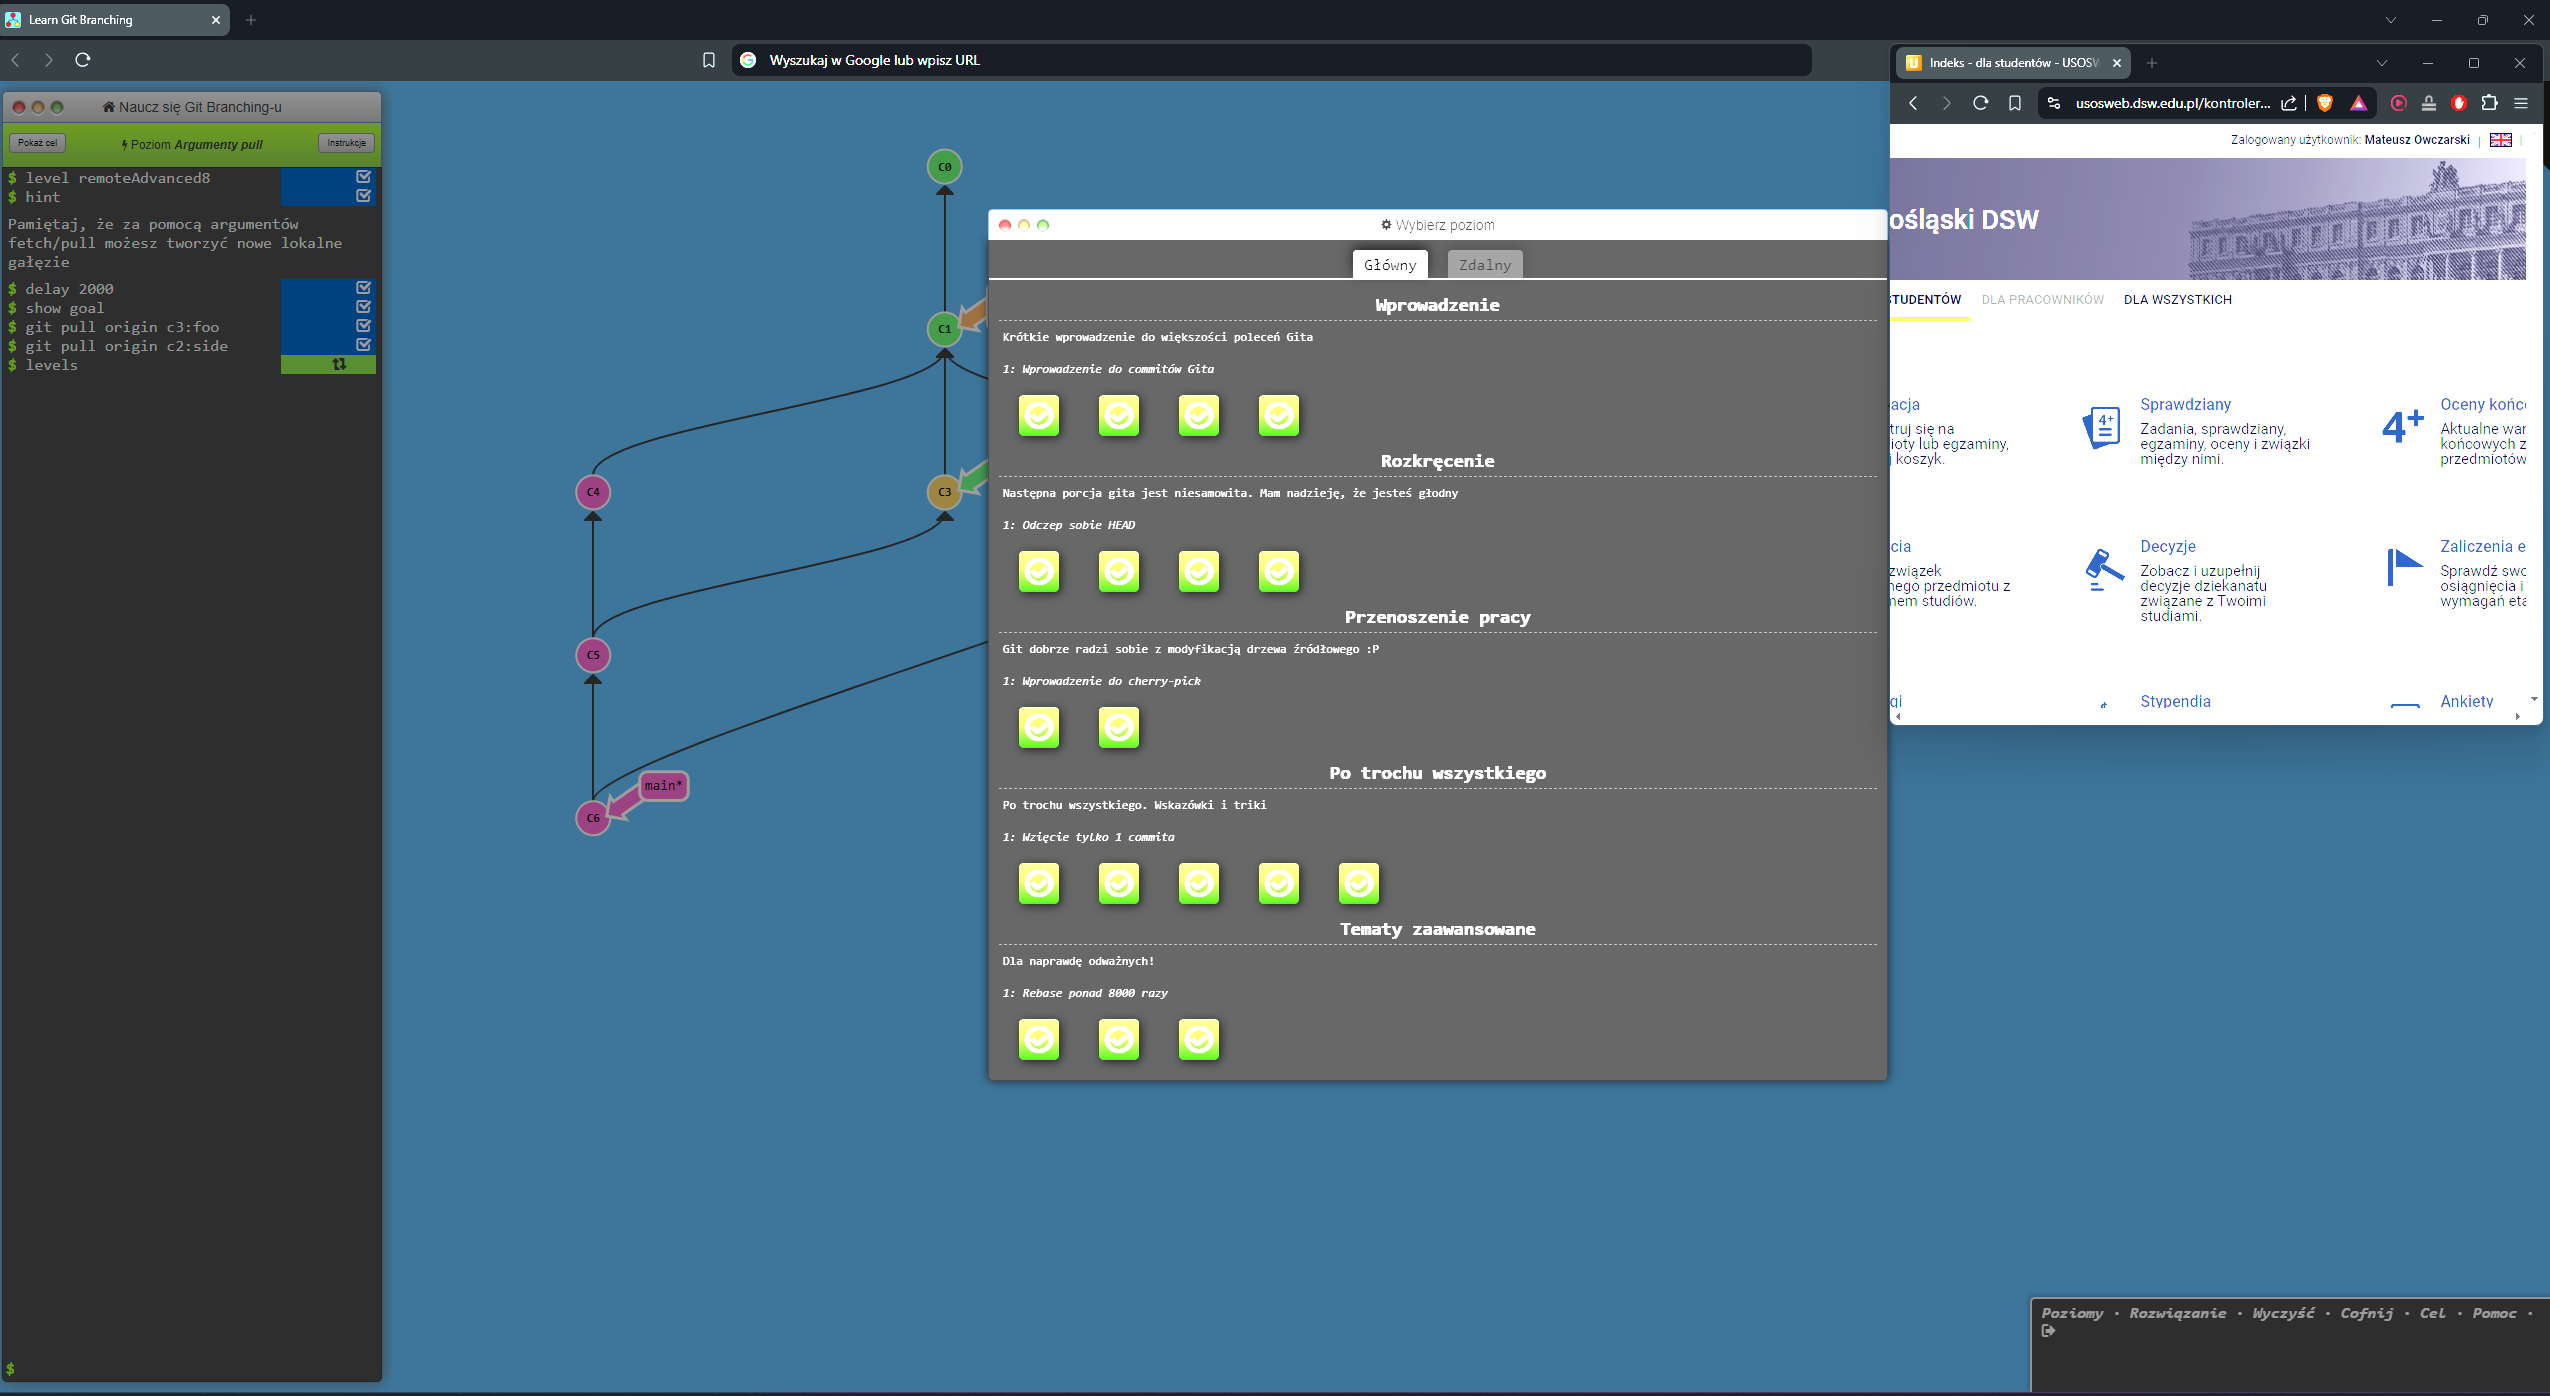 Learn Git Branching
Wyszukaj w Google lub wpisz URL
Naucz się Git Branching-u
Pokaż cel
Poziom Argumenty pull
Instrukcje
$ level remoteAdvanced8
$ hint
Pamiętaj, że za pomocą argumentów
fetch/pull możesz tworzyć nowe lokalne
gałęzie
$ delay 2000
$ show goal
$ git pull origin c3:foo
$ git pull origin c2:side
$ levels
$
C0
C1
C4
C3
C5
main*
C6
Wybierz poziom
Główny
Zdalny
Wprowadzenie
Krótkie wprowadzenie do większości poleceń Gita
1: Wprowadzenie do commitów Gita
Rozkręcenie
Następna porcja gita jest niesamowita. Mam nadzieję, że jesteś głodny
1: Odczep sobie HEAD
Przenoszenie pracy
Git dobrze radzi sobie z modyfikacją drzewa źródłowego :P
1: Wprowadzenie do cherry-pick
Po trochu wszystkiego
Po trochu wszystkiego. Wskazówki i triki
1: Wzięcie tylko 1 commita
Tematy zaawansowane
Dla naprawdę odważnych!
1: Rebase ponad 8000 razy
Indeks - dla studentów - USOSW
usosweb.dsw.edu.pl/kontroler...
Zalogowany użytkownik: Mateusz Owczarski |
ośląski DSW
STUDENTÓW
DLA PRACOWNIKÓW
DLA WSZYSTKICH
acja
truj się na
ioty lub egzaminy,
j koszyk.
4+
Sprawdziany
Zadania, sprawdziany,
egzaminy, oceny i związki
między nimi.
4+
Oceny końc
Aktualne war
końcowych z
przedmiotów
cia
związek
nego przedmiotu z
mem studiów.
Decyzje
Zobacz i uzupełnij
decyzje dziekanatu
związane z Twoimi
studiami.
Zaliczenia e
Sprawdź swo
osiągnięcia i
wymagań eta
gi
Stypendia
Ankiety
Poziomy · Rozwiązanie · Wyczyść · Cofnij · Cel · Pomoc ·